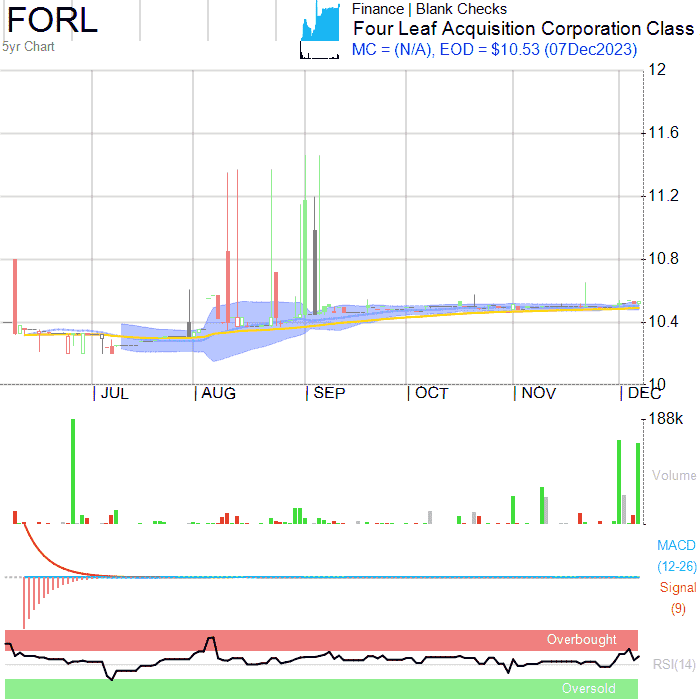 FORL
5yr Chart
Finance | Blank Checks
Four Leaf Acquisition Corporation Class
MC = (N/A), EOD = $10.53 (07Dec2023)
12
11.6
11.2
10.8
10.4
10
JUL
AUG
SEP
OCT
NOV
DEC
188k
Volume
MACD
(12-26)
Signal
(9)
Overbought
RSI(14)
Oversold